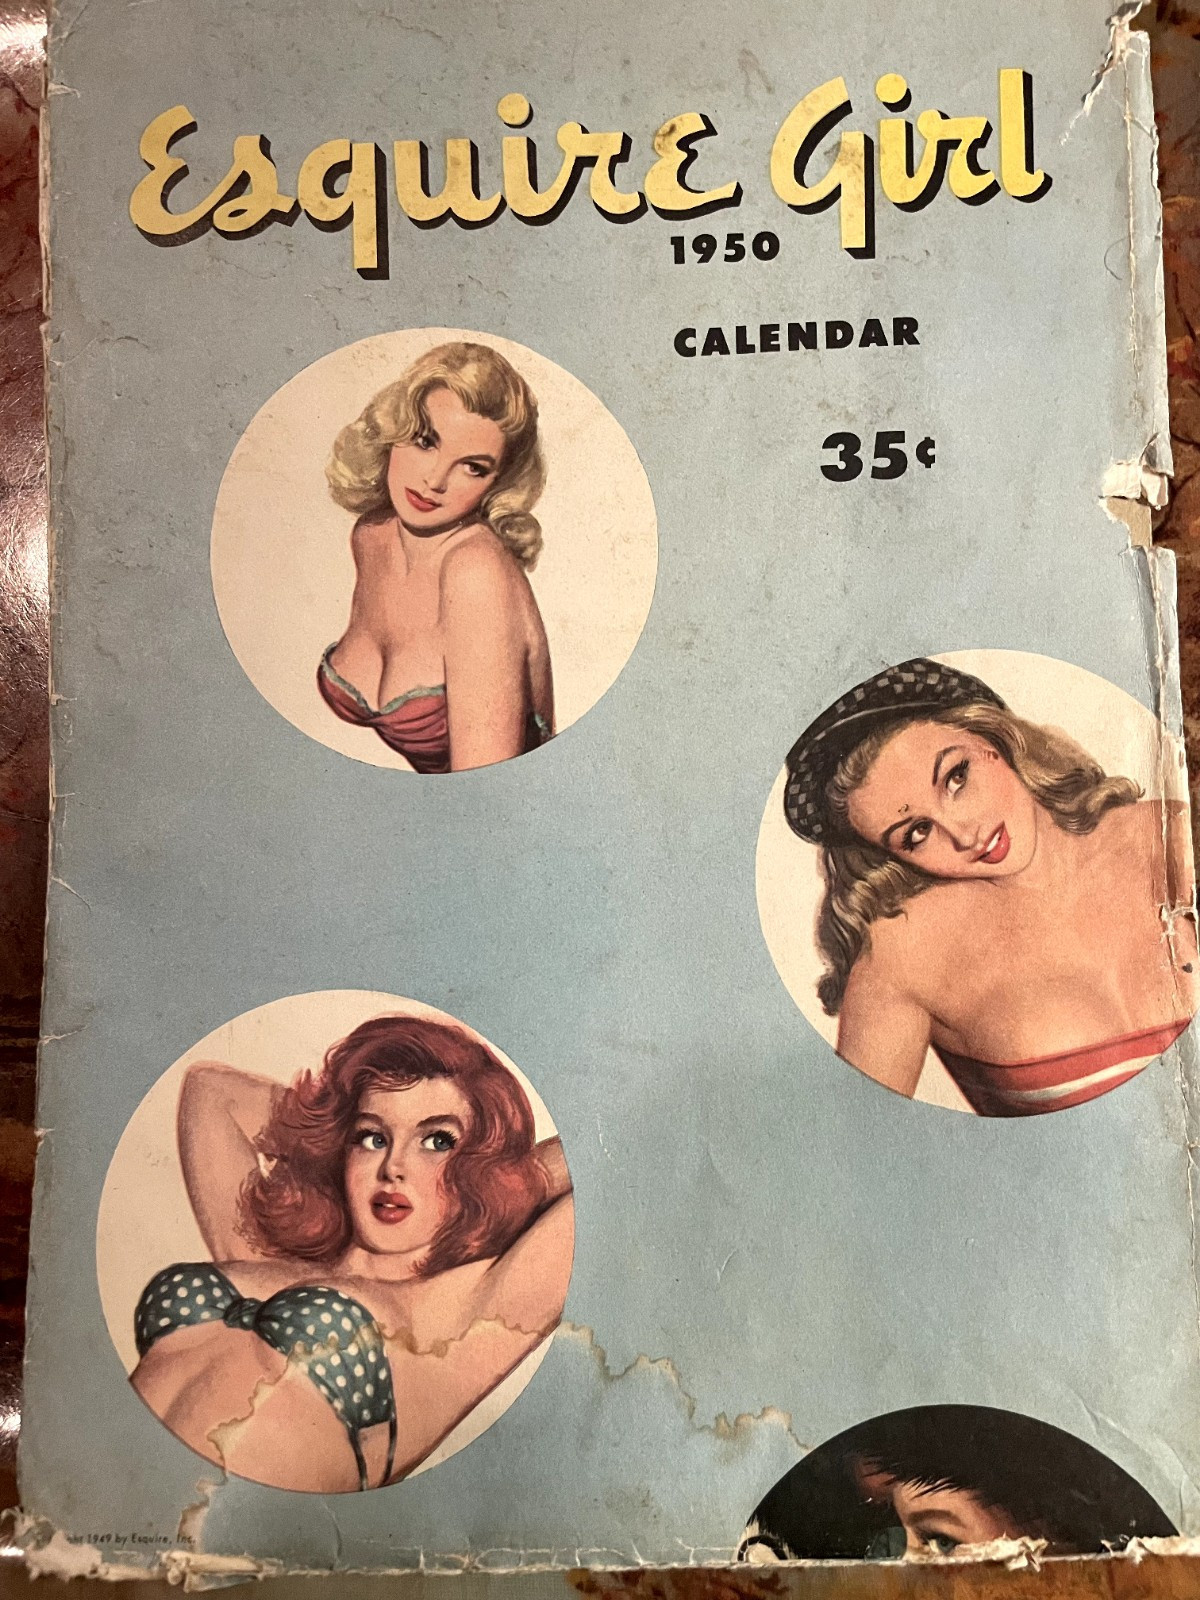 Esquire Girl
1950
CALENDAR
35¢
1949 by Esquire, Inc.